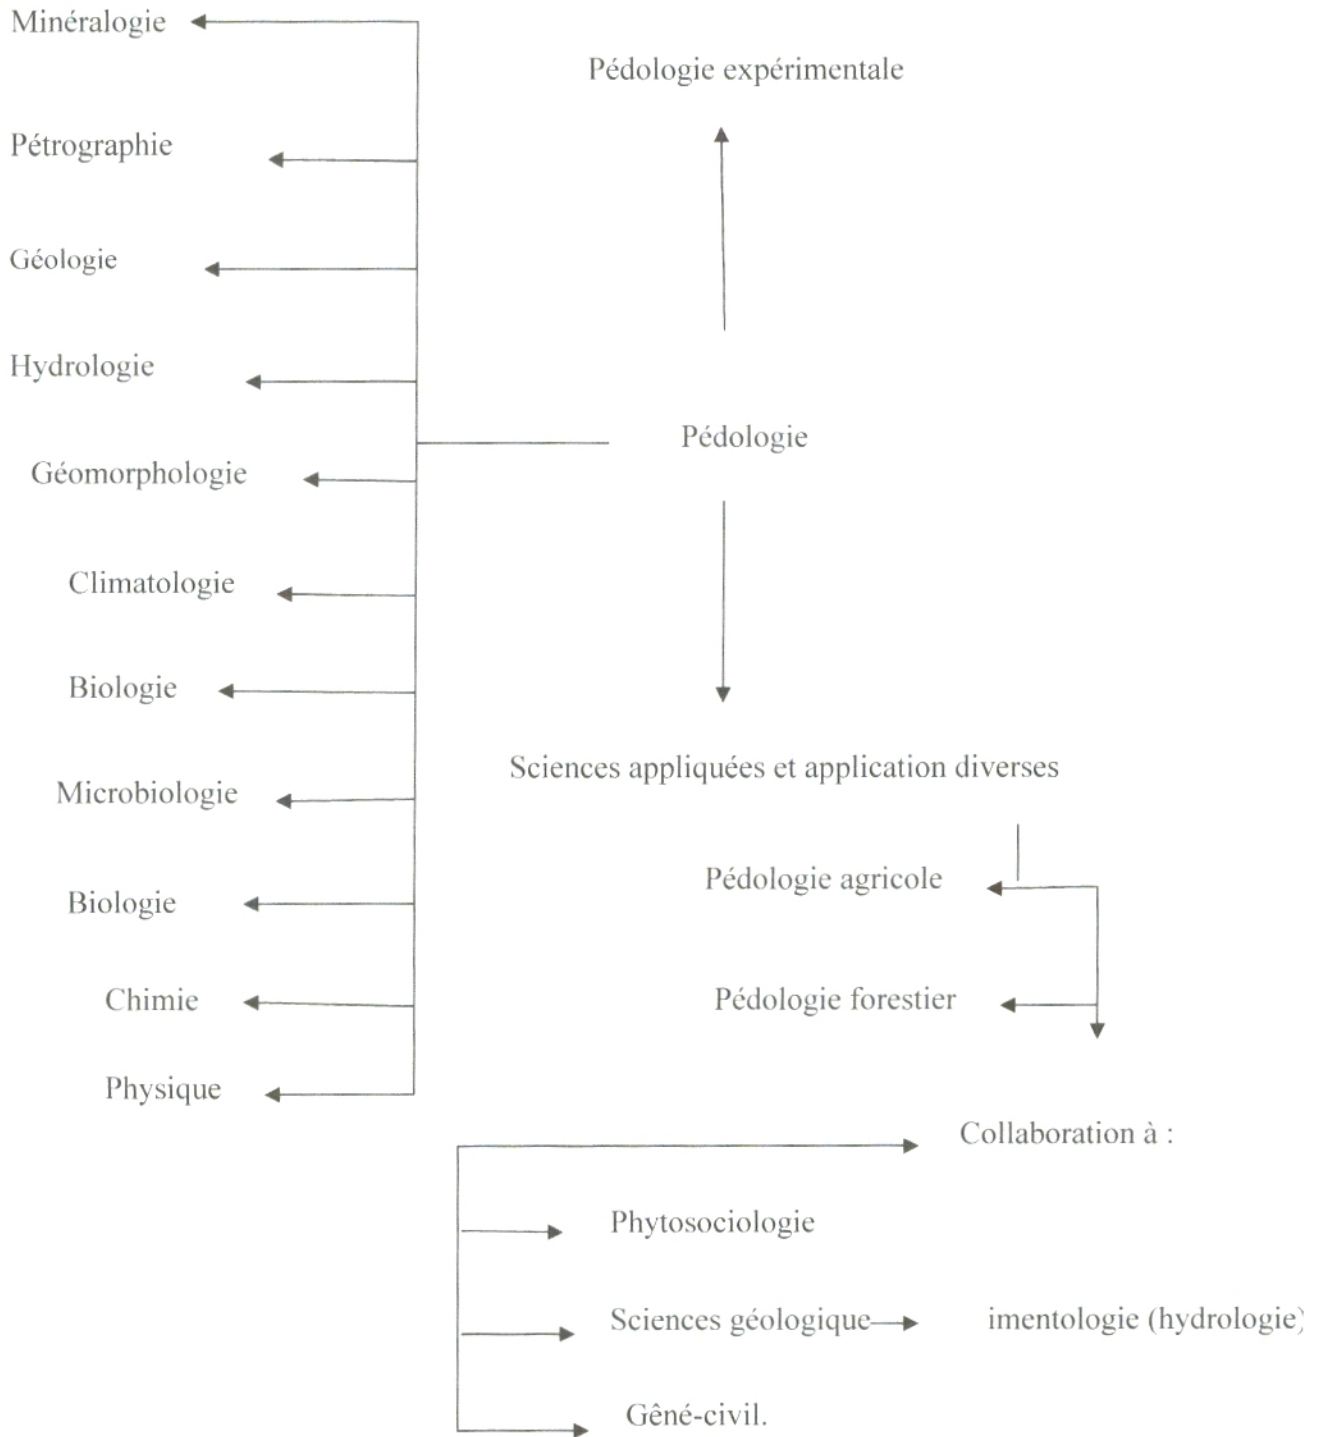 Minéralogie
Pédologie expérimentale
Pétrographie
Géologie
Hydrologie
Pédologie
Géomorphologie
Climatologie
Biologie
Sciences appliquées et application diverses
Microbiologie
Pédologie agricole
Biologie
Chimie
Pédologie forestier
Physique
Collaboration à :
Phytosociologie
Sciences géologique imentologie (hydrologie)
Gêné-civil.